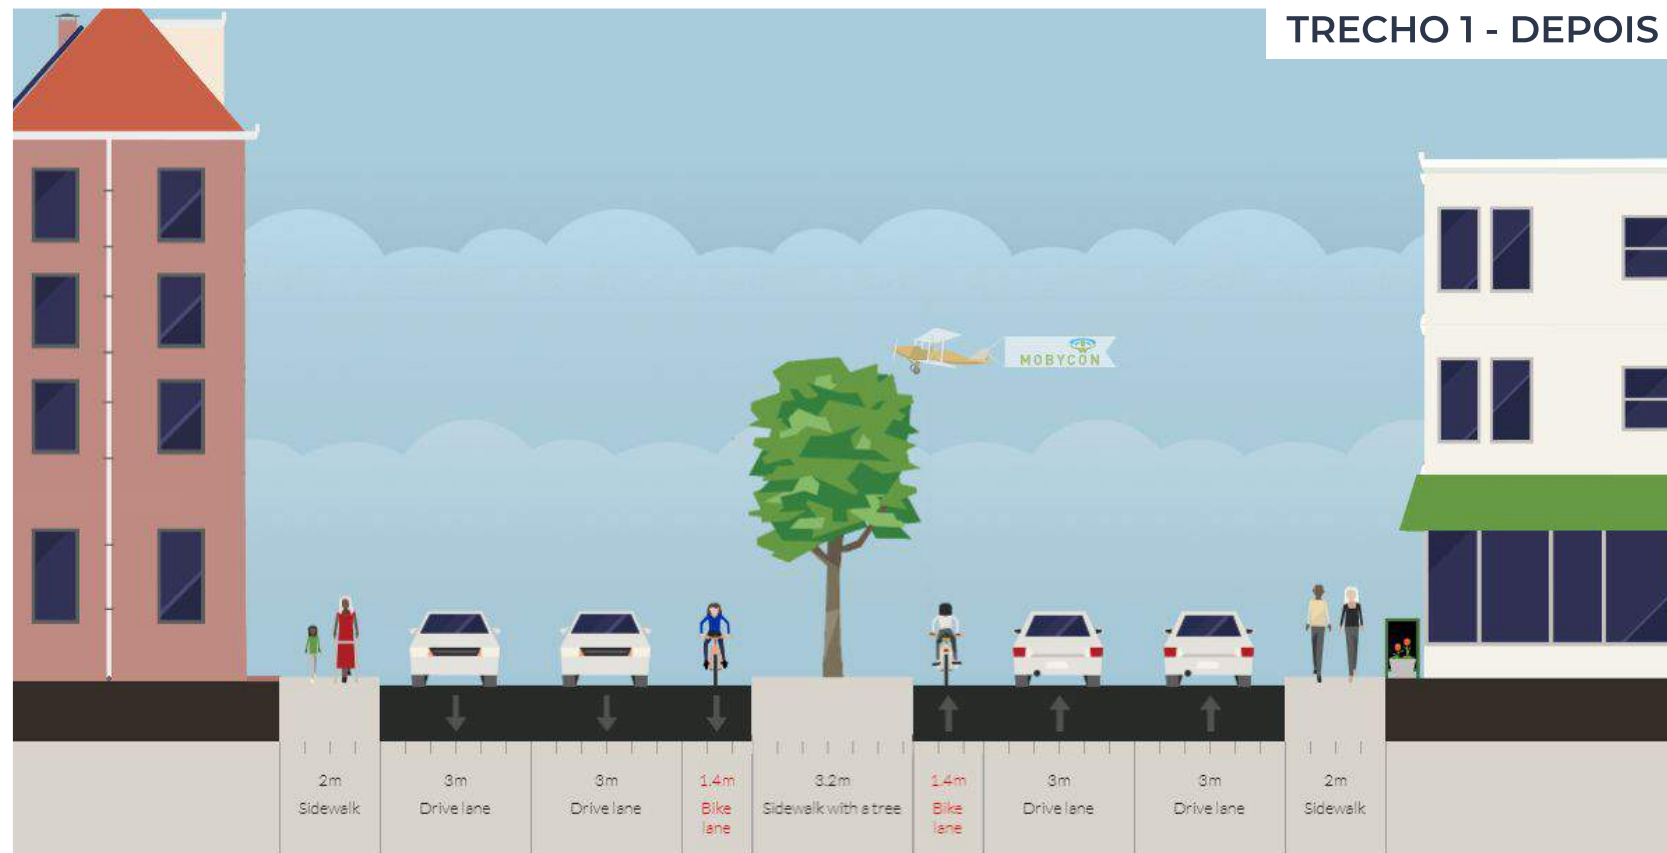 TRECHO 1 - DEPOIS
MOBYCON
2m
Sidewalk
3m
Drive lane
3m
Drive lane
1.4m
Bike
lane
3.2m
Sidewalk with a tree
1.4m
Bike
lane
3m
Drive lane
3m
Drive lane
2m
Sidewalk